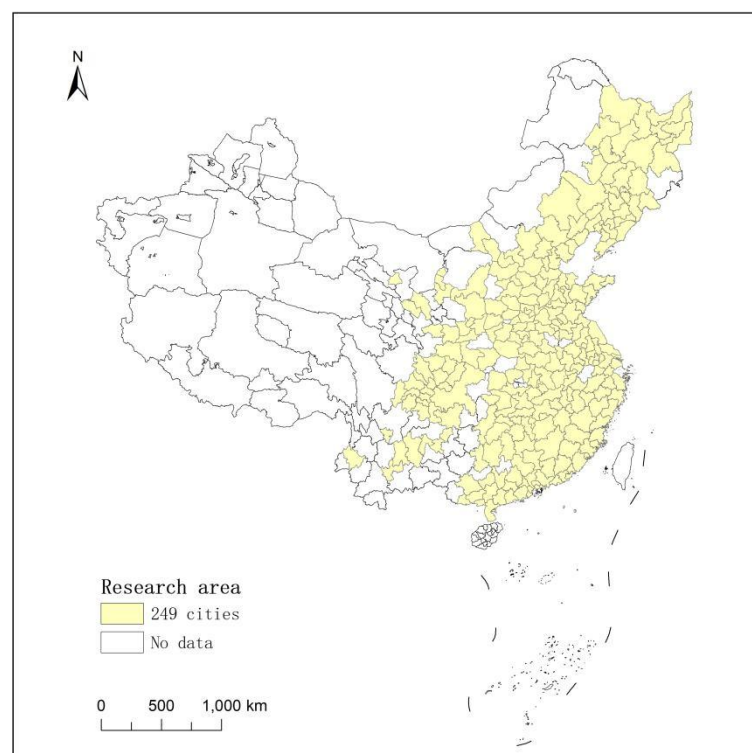 N
Research area
249 cities
No data
0 500 1,000 km